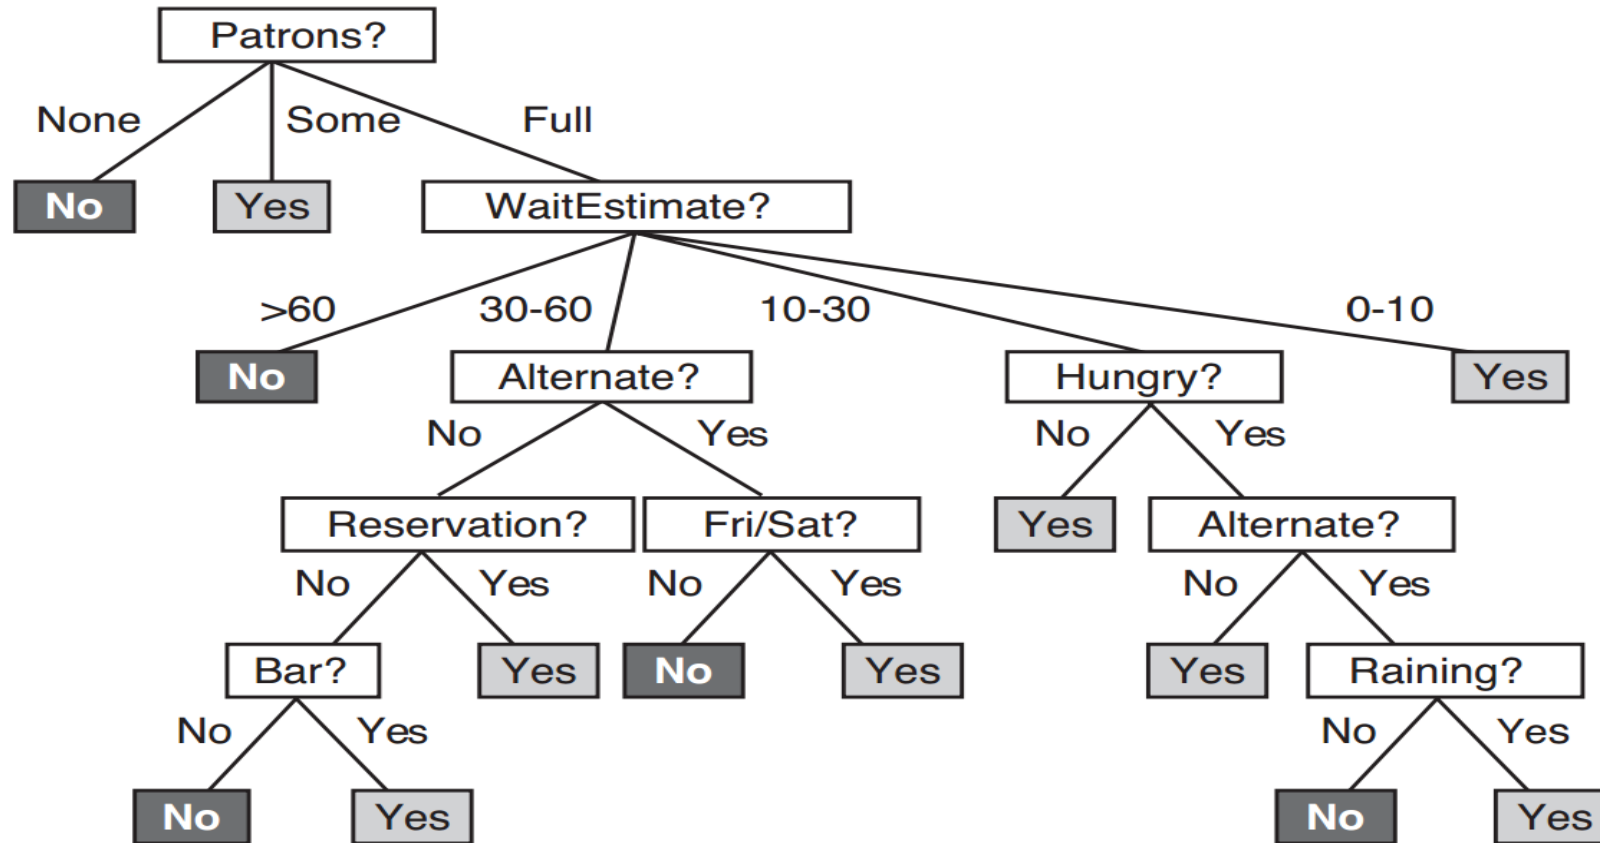 Patrons?
None Some Full
No Yes WaitEstimate?
>60 30-60 10-30 0-10
No Alternate? Hungry? Yes
No Yes No Yes
Reservation? Fri/Sat? Yes Alternate?
No Yes No Yes No Yes
Bar? Yes No Yes Yes Raining?
No Yes No Yes
No Yes No Yes